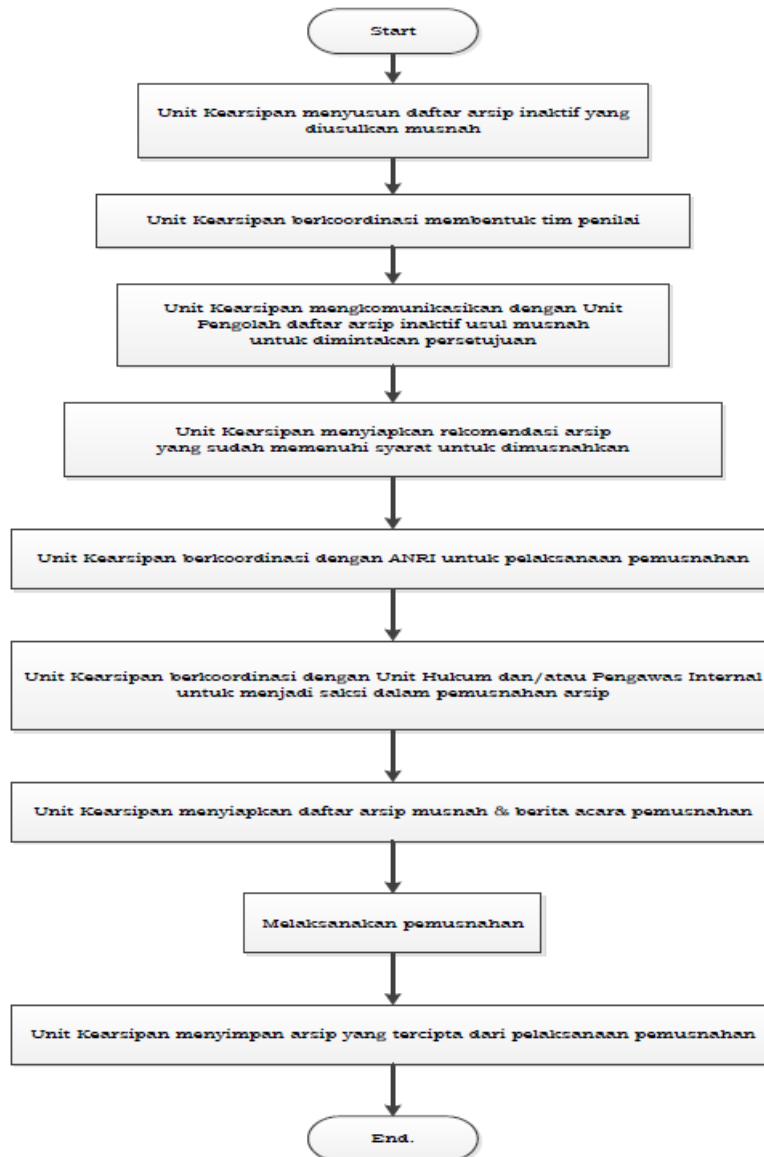 Start
Unit Kearsipan menyusun daftar arsip inaktif yang
diusulkan musnah
Unit Kearsipan berkoordinasi membentuk tim penilai
Unit Kearsipan mengkomunikasikan dengan Unit
Pengolah daftar arsip inaktif usul musnah
untuk dimintakan persetujuan
Unit Kearsipan menyiapkan rekomendasi arsip
yang sudah memenuhi syarat untuk dimusnahkan
Unit Kearsipan berkoordinasi dengan ANRI untuk pelaksanaan pemusnahan
Unit Kearsipan berkoordinasi dengan Unit Hukum dan/atau Pengawas Internal
untuk menjadi saksi dalam pemusnahan arsip
Unit Kearsipan menyiapkan daftar arsip musnah & berita acara pemusnahan
Melaksanakan pemusnahan
Unit Kearsipan menyimpan arsip yang tercipta dari pelaksanaan pemusnahan
End.